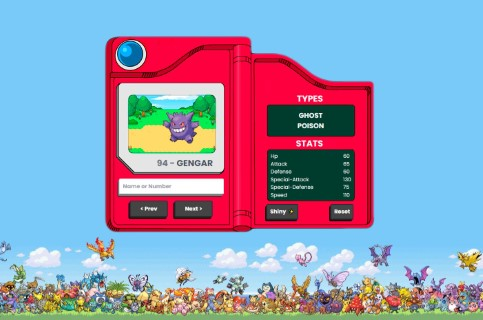 94 - GENGAR
Name or Number
< Prev
Next >
TYPES
GHOST
POISON
STATS
Hp 60
Attack 65
Defense 60
Special-Attack 130
Special-Defense 75
Speed 110
Shiny
Reset